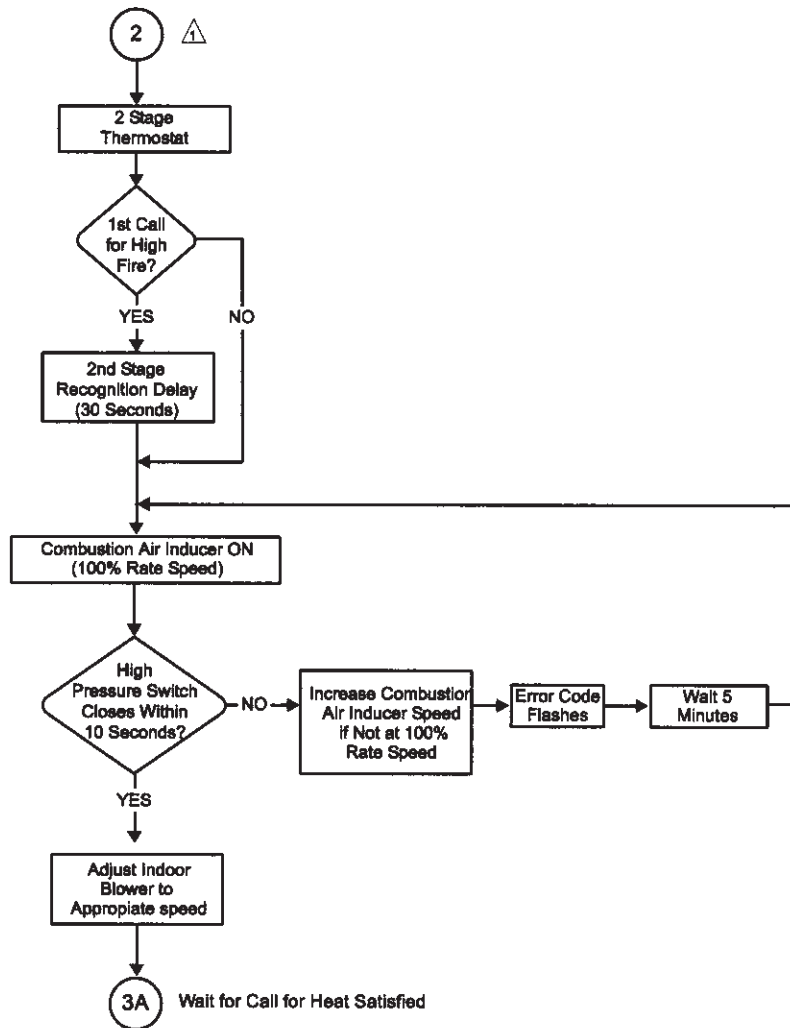 2
1
2 Stage
Thermostat
1st Call
for High
Fire?
YES
NO
2nd Stage
Recognition Delay
(30 Seconds)
Combustion Air Inducer ON
(100% Rate Speed)
High
Pressure Switch
Closes Within
10 Seconds?
NO
Increase Combustion
Air Inducer Speed
if Not at 100%
Rate Speed
Error Code
Flashes
Wait 5
Minutes
YES
Adjust Indoor
Blower to
Appropiate speed
3A
Wait for Call for Heat Satisfied